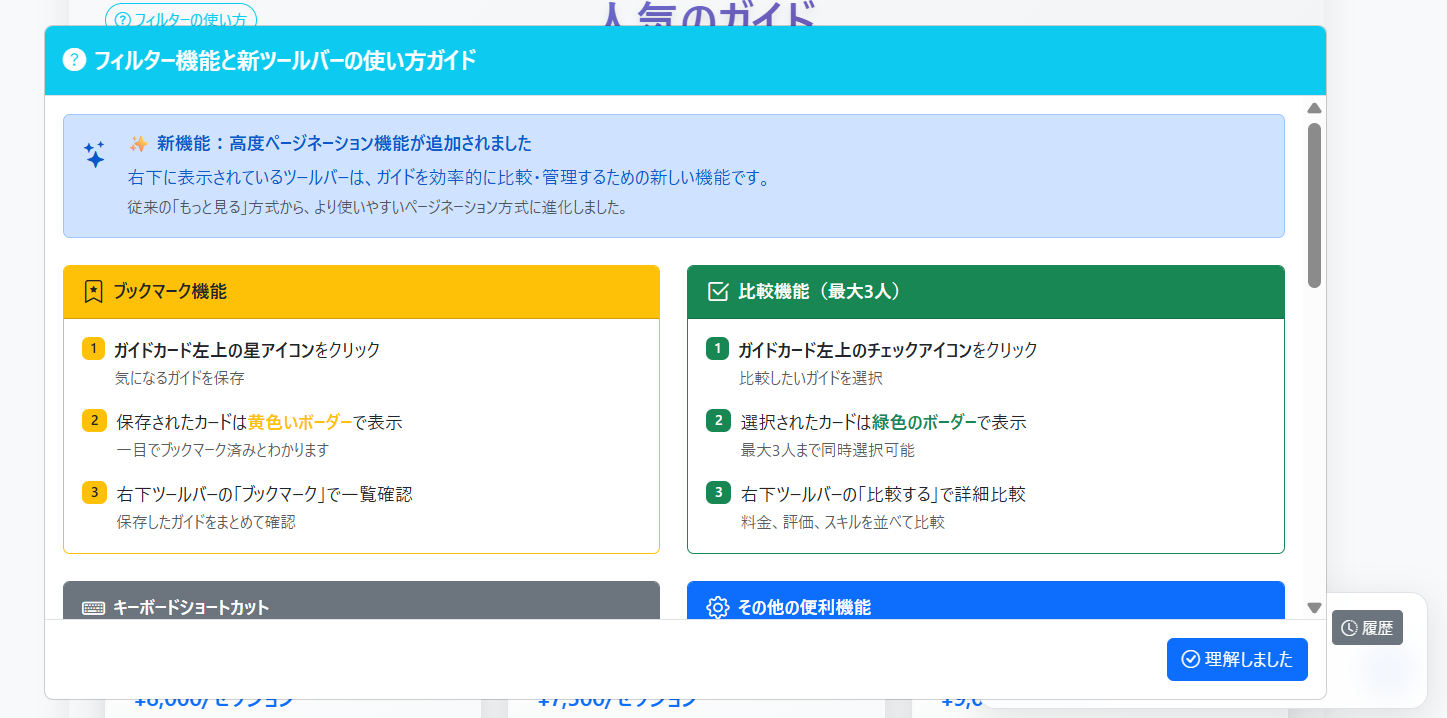 フィルターの使い方
人気のガイド
フィルター機能と新ツールバーの使い方ガイド
✨ 新機能：高度ページネーション機能が追加されました
右下に表示されているツールバーは、ガイドを効率的に比較・管理するための新しい機能です。
従来の「もっと見る」方式から、より使いやすいページネーション方式に進化しました。
ブックマーク機能
1 ガイドカード左上の星アイコンをクリック
気になるガイドを保存
2 保存されたカードは黄色いボーダーで表示
一目でブックマーク済みとわかります
3 右下ツールバーの「ブックマーク」で一覧確認
保存したガイドをまとめて確認
比較機能（最大3人）
1 ガイドカード左上のチェックアイコンをクリック
比較したいガイドを選択
2 選択されたカードは緑色のボーダーで表示
最大3人まで同時選択可能
3 右下ツールバーの「比較する」で詳細比較
料金、評価、スキルを並べて比較
キーボードショートカット
その他の便利機能
履歴
理解しました
¥8,000/ セッション
¥7,500/ セッション